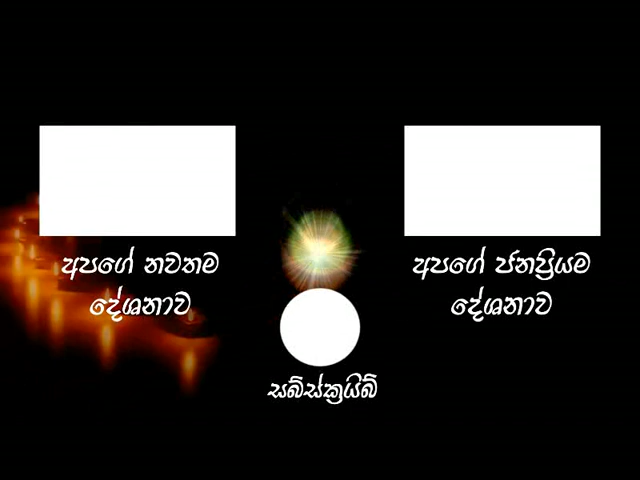 අපගේ නවතම
දේශනාව
අපගේ ජනප්‍රියම
දේශනාව
සබ්ස්ක්‍රයිබ්